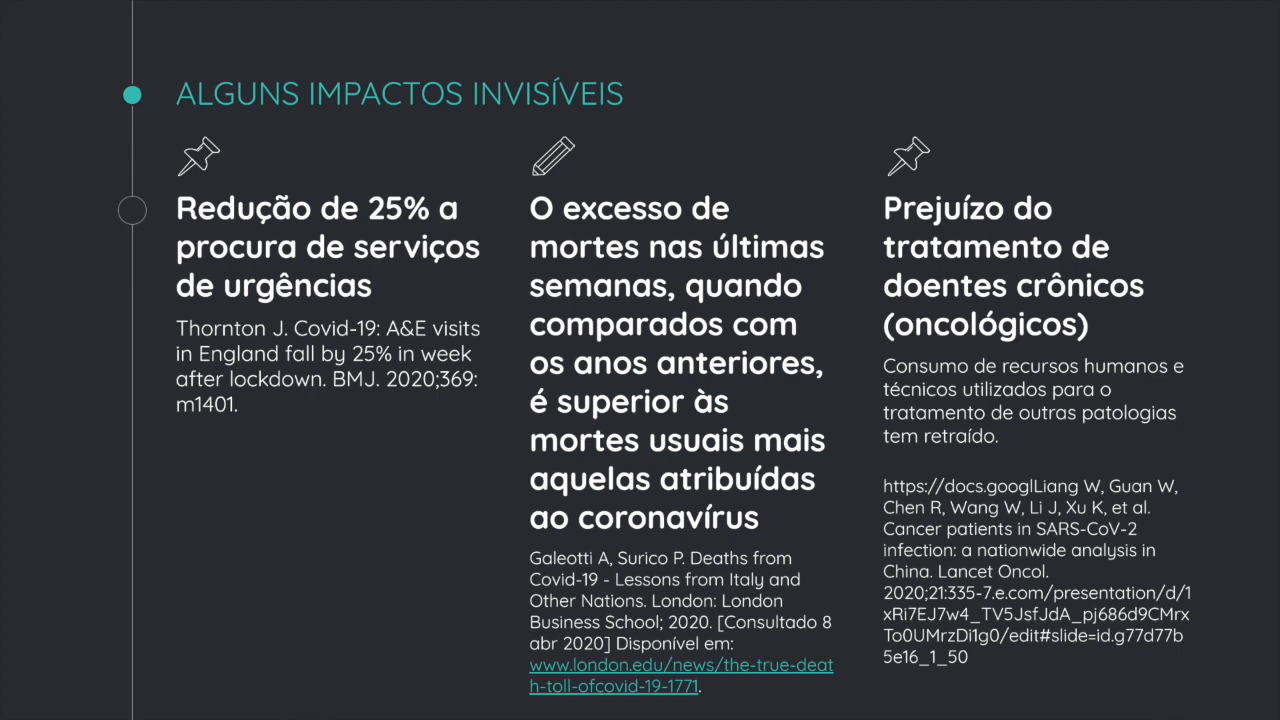 ALGUNS IMPACTOS INVISÍVEIS
Redução de 25% a
procura de serviços
de urgências
Thornton J. Covid-19: A&E visits
in England fall by 25% in week
after lockdown. BMJ. 2020;369:
m1401.
O excesso de
mortes nas últimas
semanas, quando
comparados com
os anos anteriores,
é superior às
mortes usuais mais
aquelas atribuídas
ao coronavírus
Galeotti A, Surico P. Deaths from
Covid-19 - Lessons from Italy and
Other Nations. London: London
Business School; 2020. [Consultado 8
abr 2020] Disponível em:
www.london.edu/news/the-true-deat
h-toll-ofcovid-19-1771.
Prejuízo do
tratamento de
doentes crônicos
(oncológicos)
Consumo de recursos humanos e
técnicos utilizados para o
tratamento de outras patologias
tem retraído.
https://docs.googlLiang W, Guan W,
Chen R, Wang W, Li J, Xu K, et al.
Cancer patients in SARS-CoV-2
infection: a nationwide analysis in
China. Lancet Oncol.
2020;21:335-7.e.com/presentation/d/1
xRi7EJ7w4_TV5JsfJdA_pj686d9CMrx
To0UMrzDi1g0/edit#slide=id.g77d77b
5e16_1_50